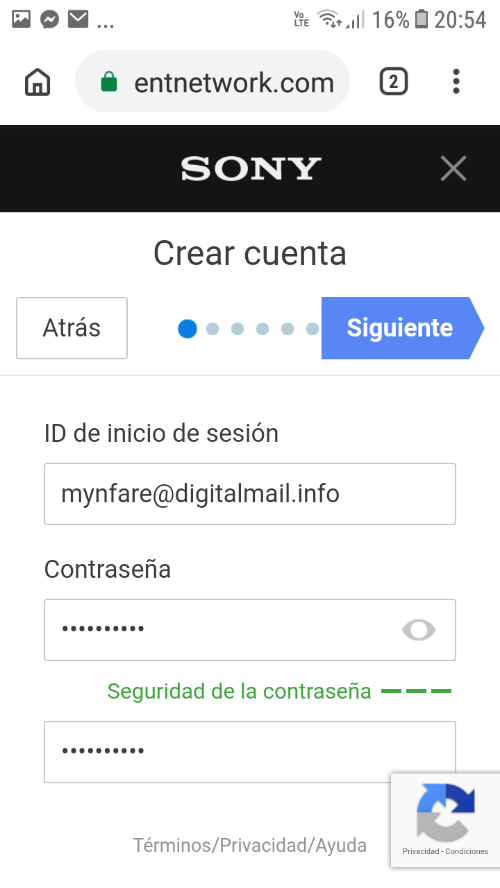 ... Vo LTE 16% 20:54
entnetwork.com 2
SONY
Crear cuenta
Atrás Siguiente
ID de inicio de sesión
mynfare@digitalmail.info
Contraseña
••••••••••
Seguridad de la contraseña
••••••••••
Términos/Privacidad/Ayuda
Privacidad - Condiciones